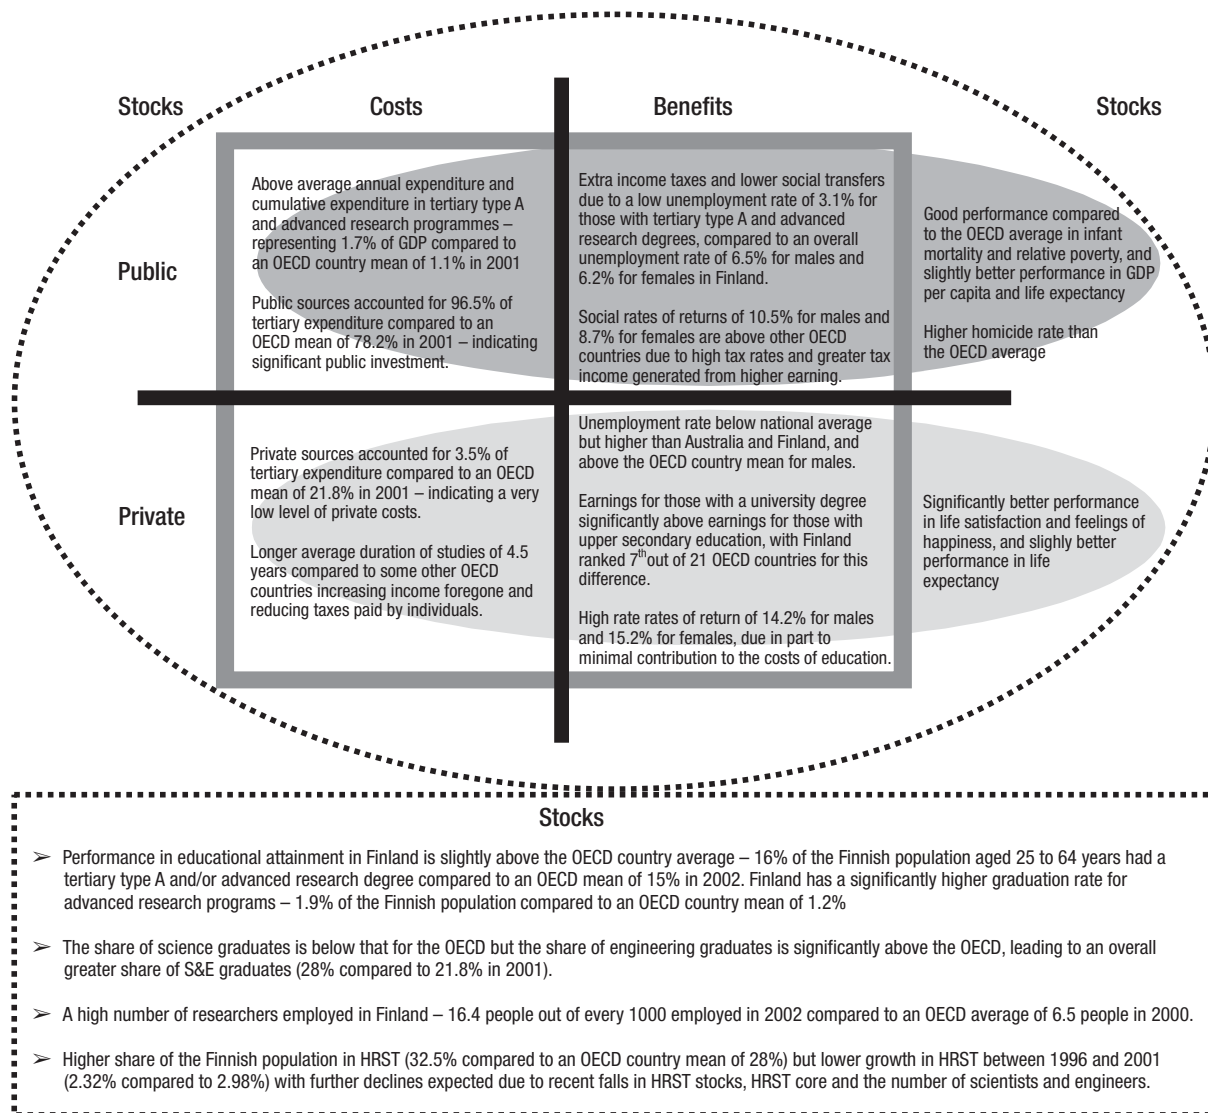 Stocks
Costs
Benefits
Stocks
Public
Above average annual expenditure and
cumulative expenditure in tertiary type A
and advanced research programmes –
representing 1.7% of GDP compared to
an OECD country mean of 1.1% in 2001
Public sources accounted for 96.5% of
tertiary expenditure compared to an
OECD mean of 78.2% in 2001 – indicating
significant public investment.
Extra income taxes and lower social transfers
due to a low unemployment rate of 3.1% for
those with tertiary type A and advanced
research degrees, compared to an overall
unemployment rate of 6.5% for males and
6.2% for females in Finland.
Social rates of returns of 10.5% for males and
8.7% for females are above other OECD
countries due to high tax rates and greater tax
income generated from higher earning.
Good performance compared
to the OECD average in infant
mortality and relative poverty, and
slightly better performance in GDP
per capita and life expectancy
Higher homicide rate than
the OECD average
Private
Private sources accounted for 3.5% of
tertiary expenditure compared to an OECD
mean of 21.8% in 2001 – indicating a very
low level of private costs.
Longer average duration of studies of 4.5
years compared to some other OECD
countries increasing income foregone and
reducing taxes paid by individuals.
Unemployment rate below national average
but higher than Australia and Finland, and
above the OECD country mean for males.
Earnings for those with a university degree
significantly above earnings for those with
upper secondary education, with Finland
ranked 7th out of 21 OECD countries for this
difference.
High rate rates of return of 14.2% for males
and 15.2% for females, due in part to
minimal contribution to the costs of education.
Significantly better performance
in life satisfaction and feelings of
happiness, and slighly better
performance in life
expectancy
Stocks
➢ Performance in educational attainment in Finland is slightly above the OECD country average – 16% of the Finnish population aged 25 to 64 years had a
tertiary type A and/or advanced research degree compared to an OECD mean of 15% in 2002. Finland has a significantly higher graduation rate for
advanced research programs – 1.9% of the Finnish population compared to an OECD country mean of 1.2%
➢ The share of science graduates is below that for the OECD but the share of engineering graduates is significantly above the OECD, leading to an overall
greater share of S&E graduates (28% compared to 21.8% in 2001).
➢ A high number of researchers employed in Finland – 16.4 people out of every 1000 employed in 2002 compared to an OECD average of 6.5 people in 2000.
➢ Higher share of the Finnish population in HRST (32.5% compared to an OECD country mean of 28%) but lower growth in HRST between 1996 and 2001
(2.32% compared to 2.98%) with further declines expected due to recent falls in HRST stocks, HRST core and the number of scientists and engineers.